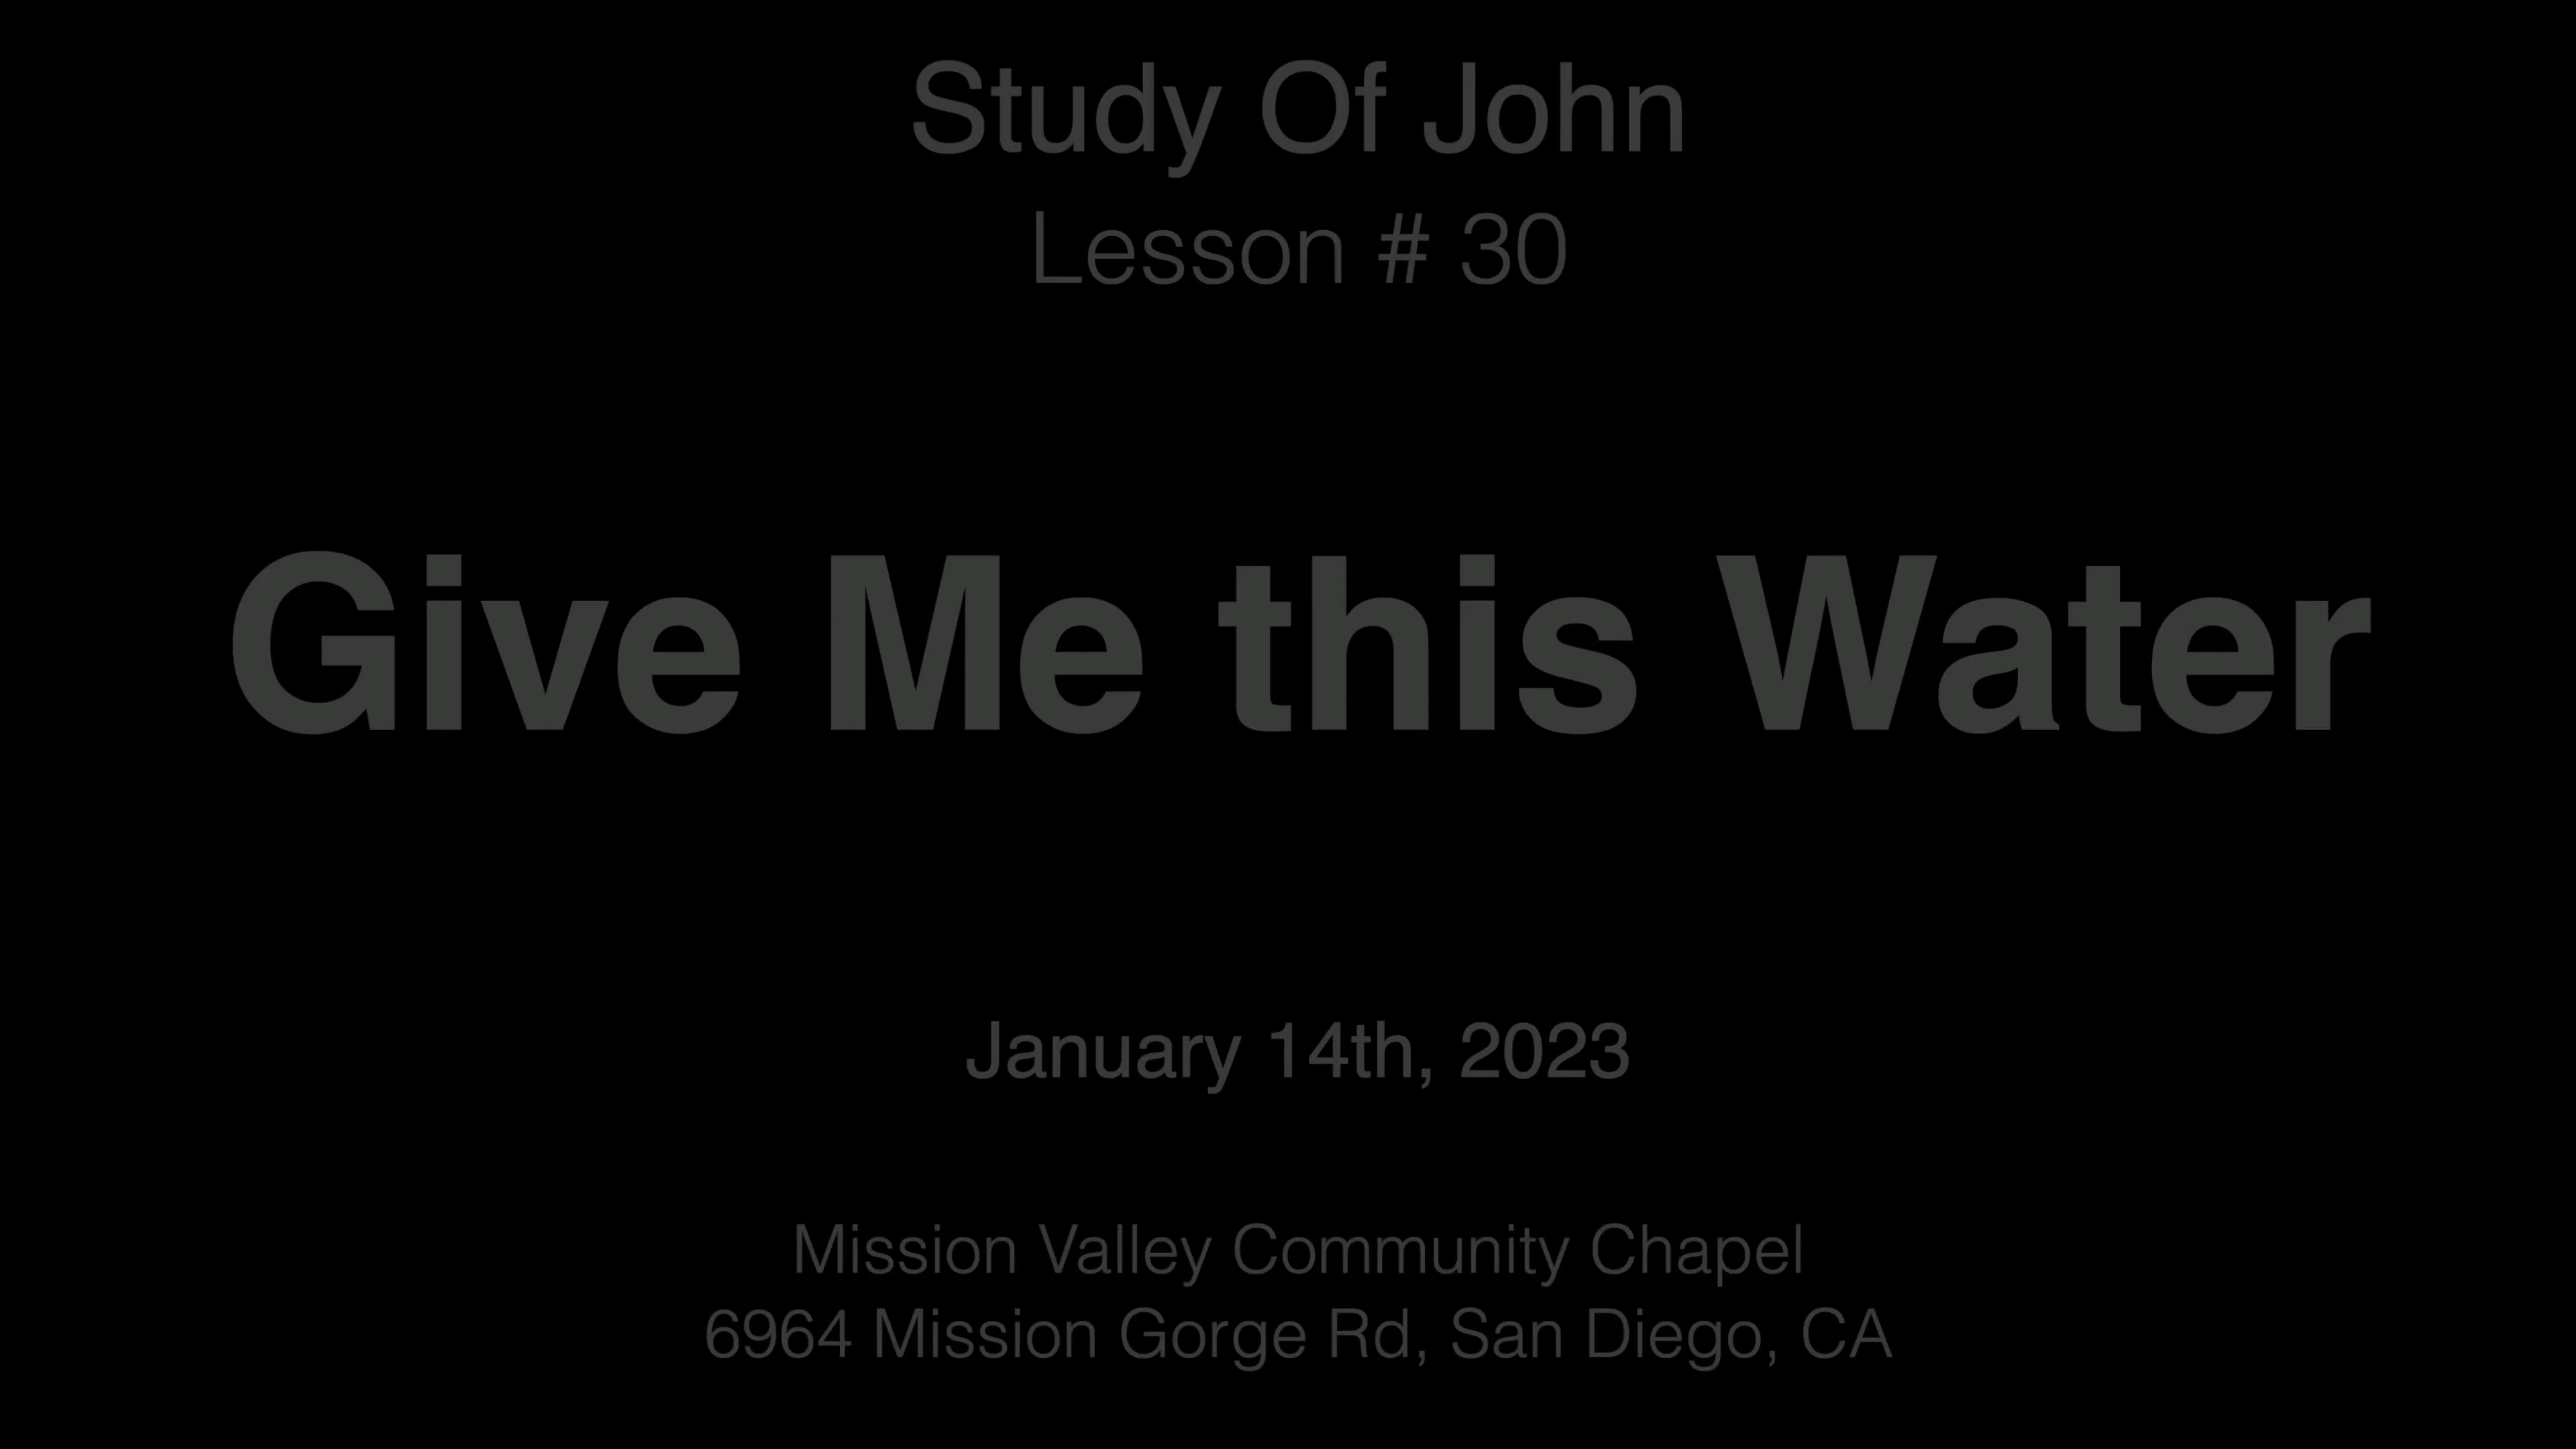 Study Of John
Lesson # 30
Give Me this Water
January 14th, 2023
Mission Valley Community Chapel
6964 Mission Gorge Rd, San Diego, CA